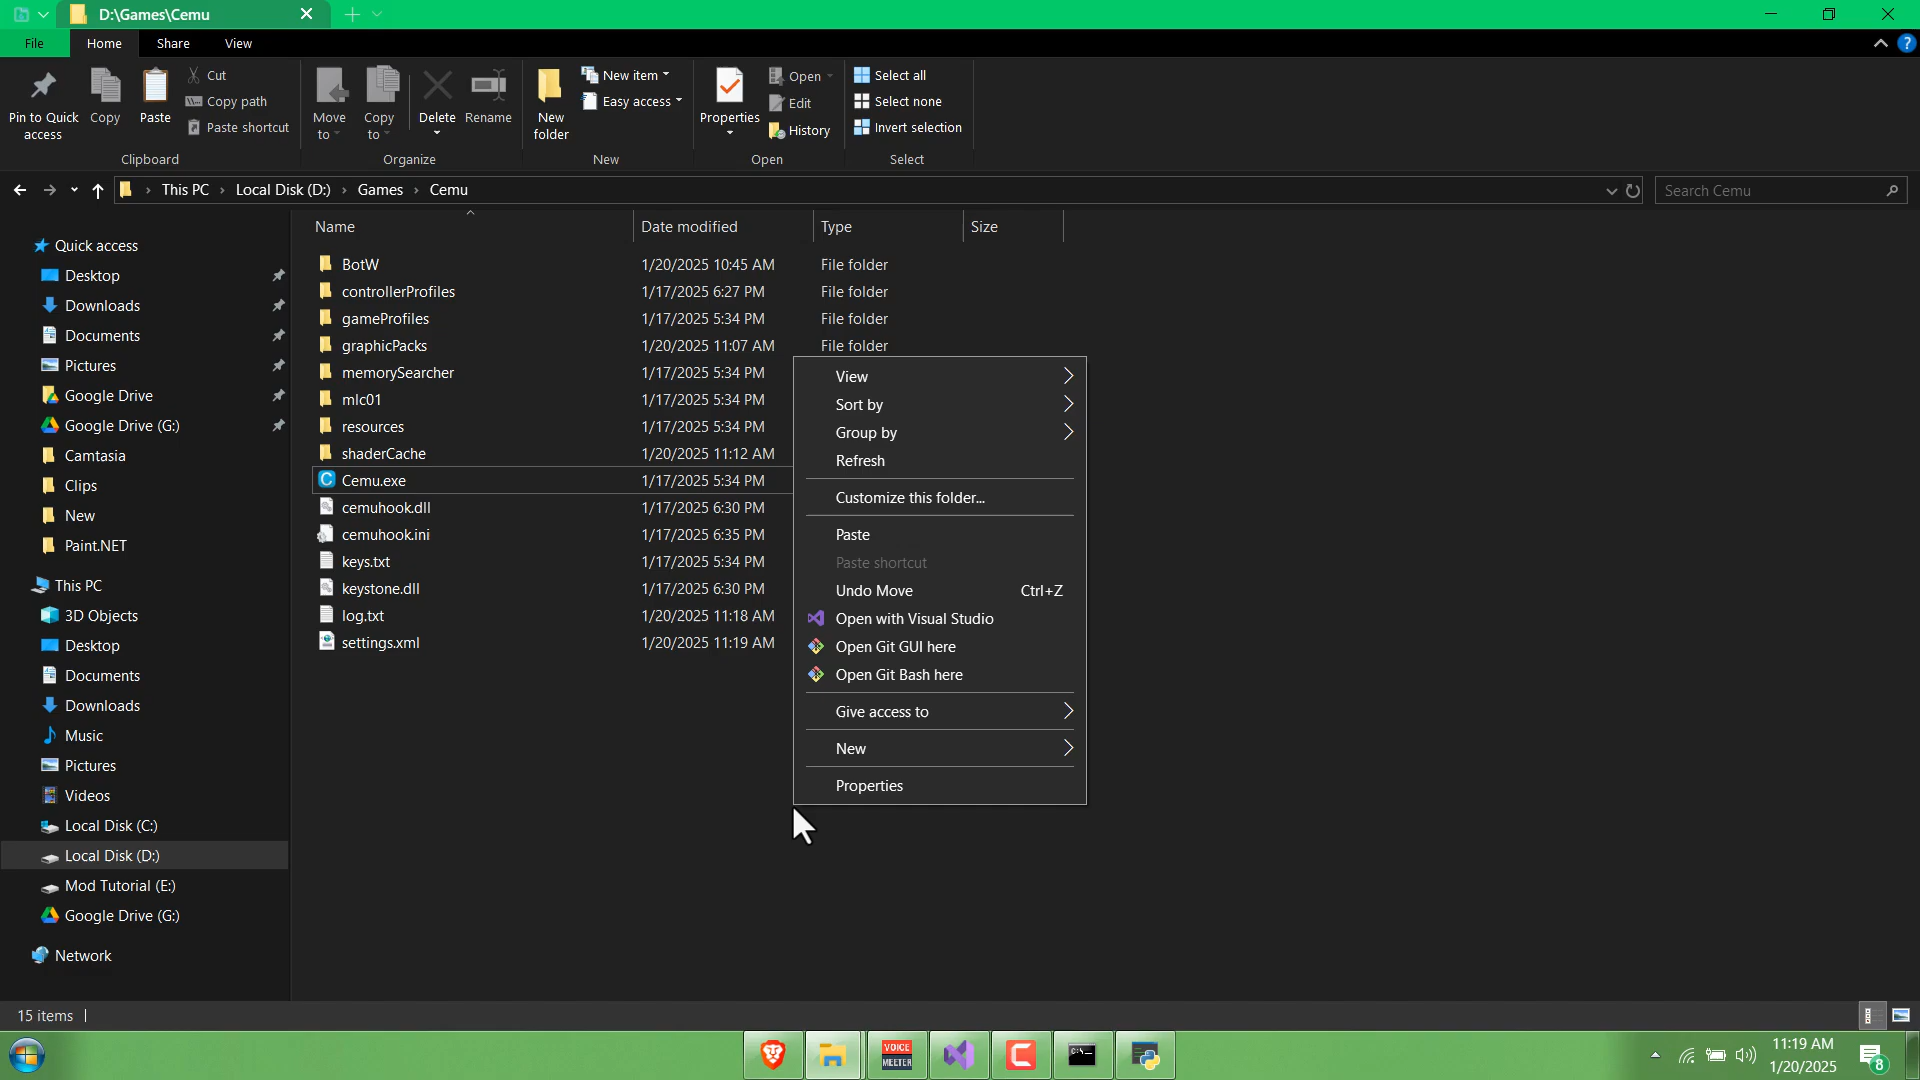 D:\Games\Cemu
File Home Share View
?
Pin to Quick access
Copy
Paste
Cut
Copy path
Paste shortcut
Clipboard
Move to
Copy to
Delete
Rename
Organize
New folder
New item
Easy access
New
Properties
Open
Edit
History
Open
Select all
Select none
Invert selection
Select
This PC Local Disk (D:) Games Cemu
Search Cemu
Quick access
Desktop
Downloads
Documents
Pictures
Google Drive
Google Drive (G:)
Camtasia
Clips
New
Paint.NET
This PC
3D Objects
Desktop
Documents
Downloads
Music
Pictures
Videos
Local Disk (C:)
Local Disk (D:)
Mod Tutorial (E:)
Google Drive (G:)
Network
Name Date modified Type Size
BotW 1/20/2025 10:45 AM File folder
controllerProfiles 1/17/2025 6:27 PM File folder
gameProfiles 1/17/2025 5:34 PM File folder
graphicPacks 1/20/2025 11:07 AM File folder
memorySearcher 1/17/2025 5:34 PM
mlc01 1/17/2025 5:34 PM
resources 1/17/2025 5:34 PM
shaderCache 1/20/2025 11:12 AM
Cemu.exe 1/17/2025 5:34 PM
cemuhook.dll 1/17/2025 6:30 PM
cemuhook.ini 1/17/2025 6:35 PM
keys.txt 1/17/2025 5:34 PM
keystone.dll 1/17/2025 6:30 PM
log.txt 1/20/2025 11:18 AM
settings.xml 1/20/2025 11:19 AM
View
Sort by
Group by
Refresh
Customize this folder...
Paste
Paste shortcut
Undo Move Ctrl+Z
Open with Visual Studio
Open Git GUI here
Open Git Bash here
Give access to
New
Properties
15 items
VOICE
MEETER
11:19 AM
1/20/2025
8